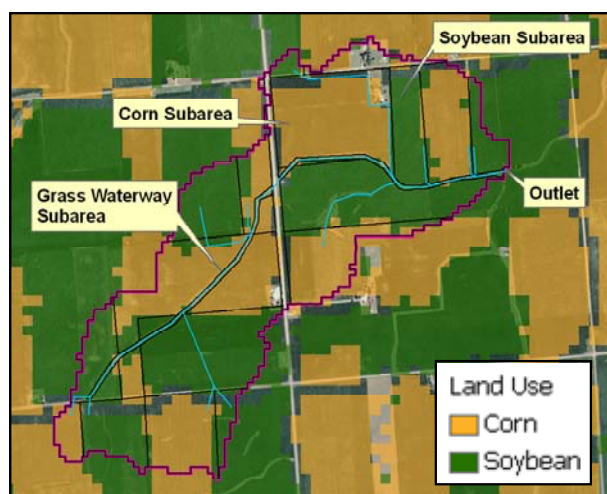 Soybean Subarea
Corn Subarea
Grass Waterway
Subarea
Outlet
Land Use
Corn
Soybean